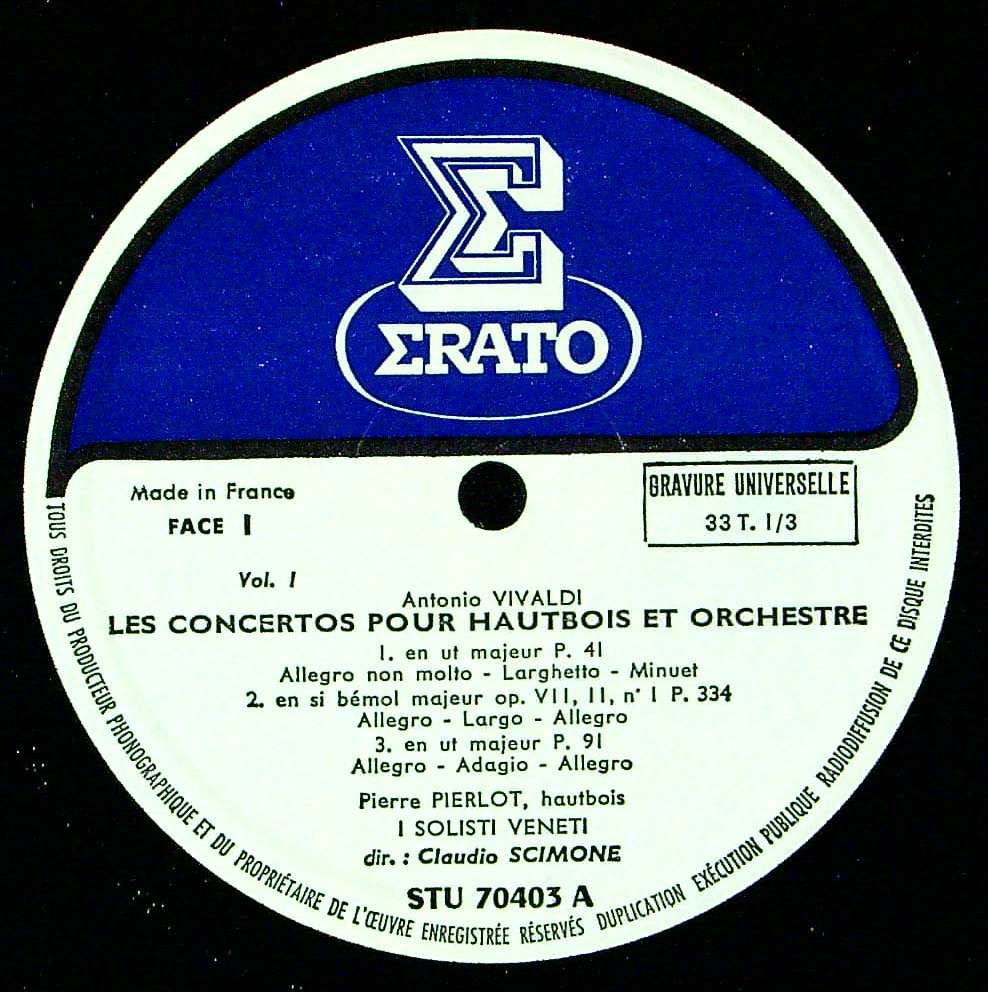 Σ
ΣRATO
Made in France
FACE 1
GRAVURE UNIVERSELLE
33 T. 1/3
Vol. 1
Antonio VIVALDI
LES CONCERTOS POUR HAUTBOIS ET ORCHESTRE
1. en ut majeur P. 41
Allegro non molto - Larghetto - Minuet
2. en si bémol majeur op. VII, II, n° 1 P. 334
Allegro - Largo - Allegro
3. en ut majeur P. 91
Allegro - Adagio - Allegro
Pierre PIERLOT, hautbois
I SOLISTI VENETI
dir. : Claudio SCIMONE
STU 70403 A
TOUS DROITS DU PRODUCTEUR PHONOGRAPHIQUE ET DU PROPRIÉTAIRE DE L'ŒUVRE ENREGISTRÉE RÉSERVÉS DUPLICATION EXÉCUTION PUBLIQUE RADIODIFFUSION DE CE DISQUE INTERDITES